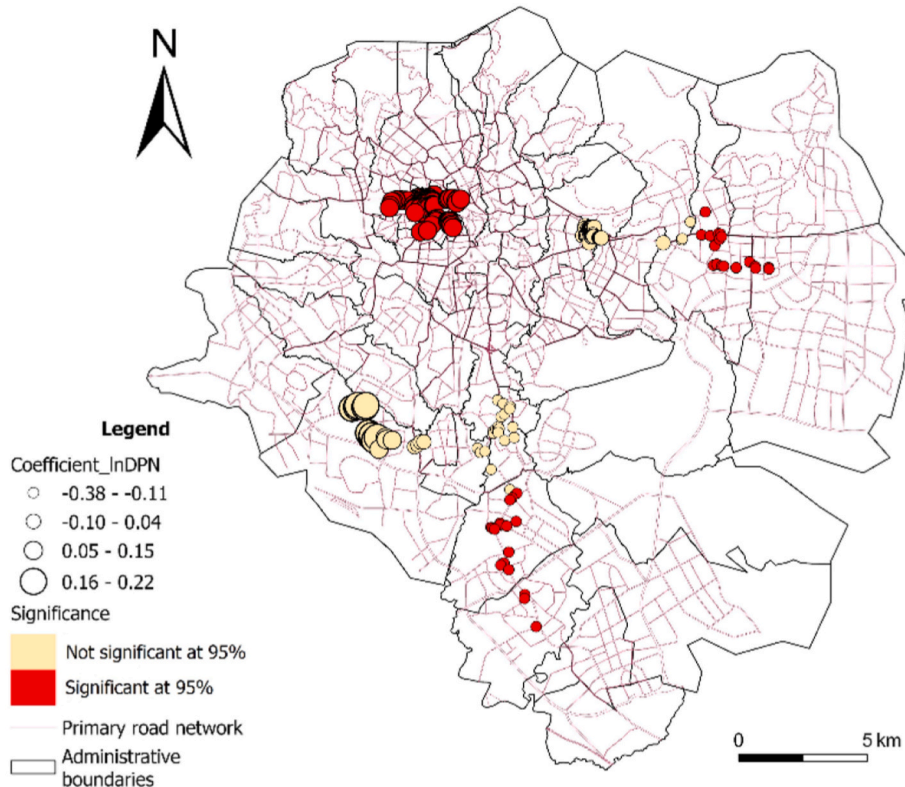 N
Legend
Coefficient_lnDPN
-0.38 - -0.11
-0.10 - 0.04
0.05 - 0.15
0.16 - 0.22
Significance
Not significant at 95%
Significant at 95%
Primary road network
Administrative
boundaries
0 5 km